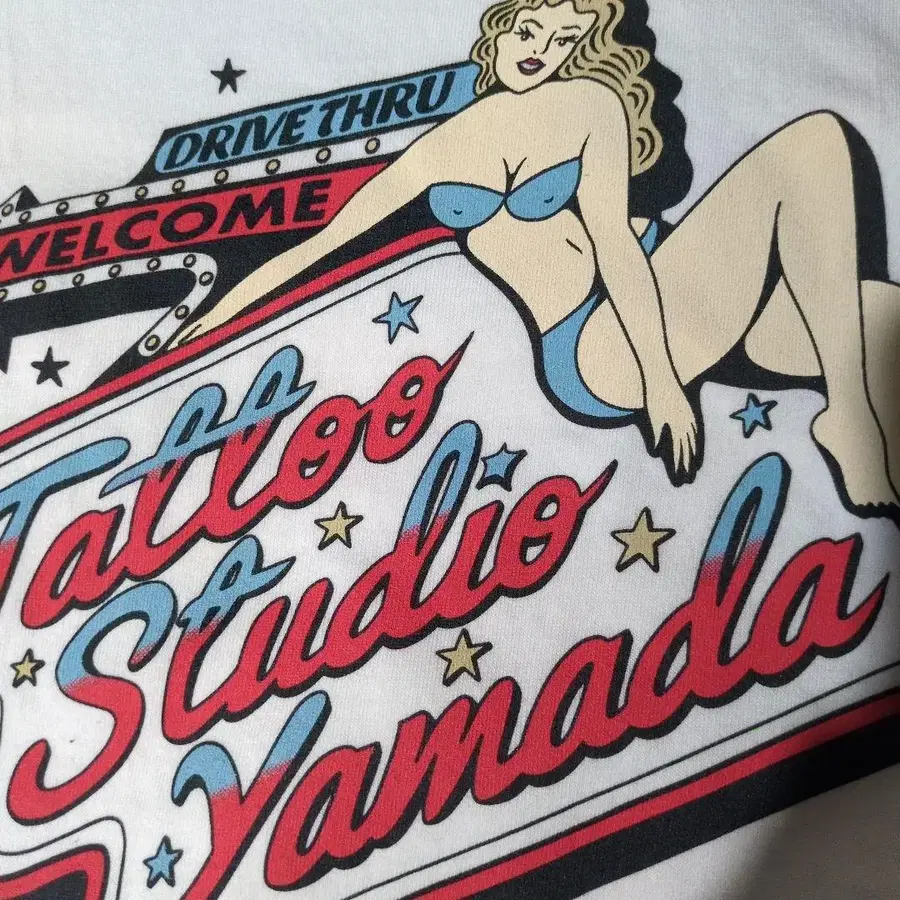 DRIVE THRU
WELCOME
Tattoo
Studio
Yamada